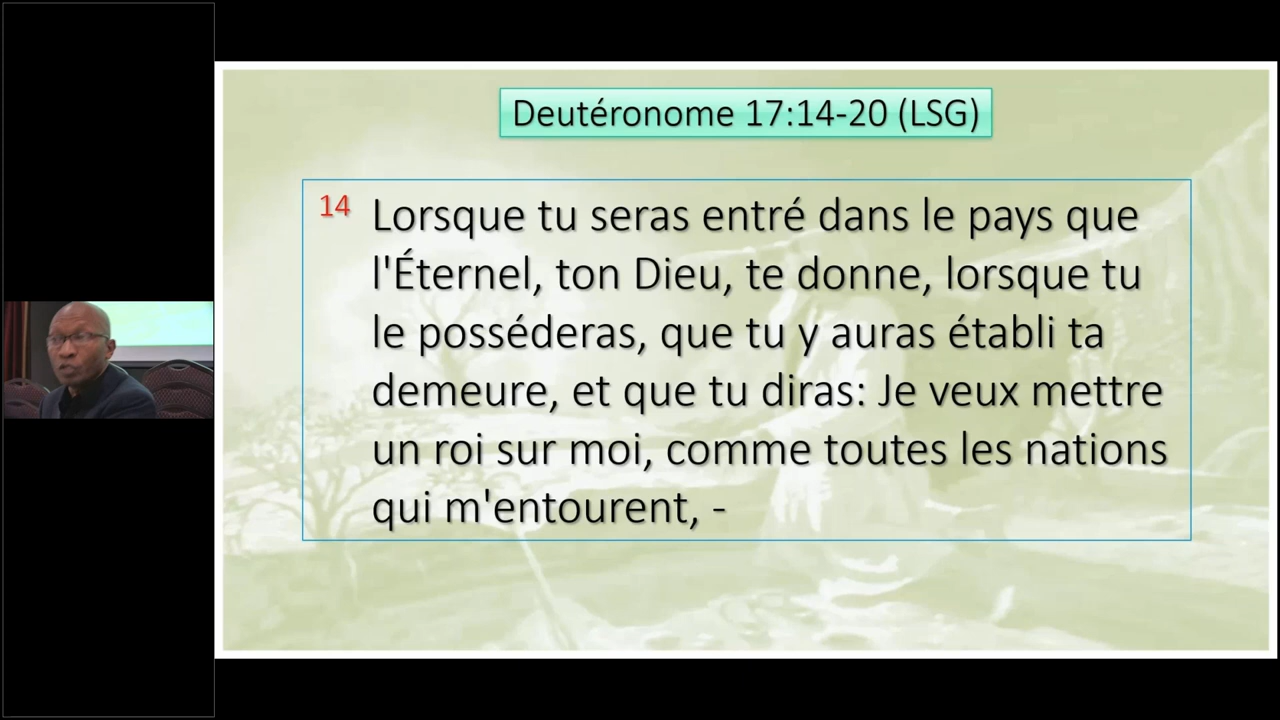 Deutéronome 17:14-20 (LSG)
14 Lorsque tu seras entré dans le pays que
l'Éternel, ton Dieu, te donne, lorsque tu
le posséderas, que tu y auras établi ta
demeure, et que tu diras: Je veux mettre
un roi sur moi, comme toutes les nations
qui m'entourent, -